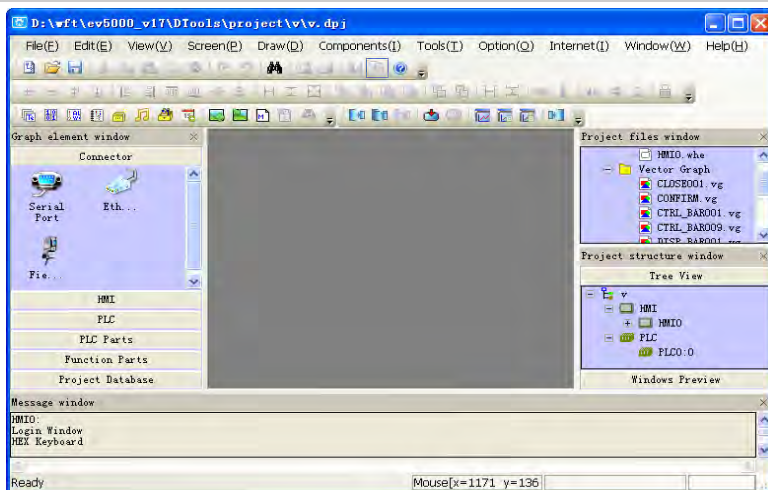 D:\wft\ev5000_v17\DTools\project\v\v.dpj
File(F) Edit(E) View(V) Screen(P) Draw(D) Components(I) Tools(T) Option(O) Internet(I) Window(W) Help(H)
Graph element window
Connector
Serial Port
Eth...
Fie...
HMI
PLC
PLC Parts
Function Parts
Project Database
Project files window
HMI0.whe
Vector Graph
CLOSE001.vg
CONFIRM.vg
CTRL_BAR001.vg
CTRL_BAR009.vg
DISP_BAR001.vg
Project structure window
Tree View
v
HMI
HMI0
PLC
PLC0:0
Windows Preview
Message window
HMI0:
Login Window
HEX Keyboard
Ready
Mouse[x=1171 y=136